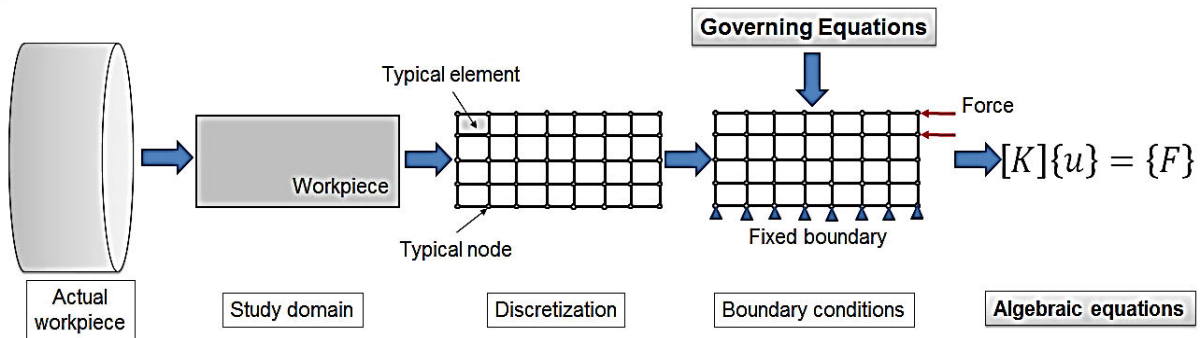 Governing Equations
Typical element
Force
Workpiece
[K]{u} = {F}
Typical node
Fixed boundary
Actual
workpiece
Study domain
Discretization
Boundary conditions
Algebraic equations